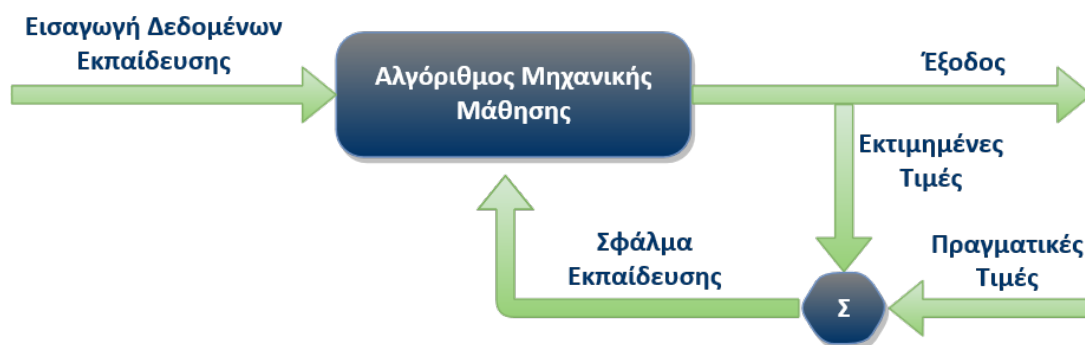 Εισαγωγή Δεδομένων
Εκπαίδευσης
Αλγόριθμος Μηχανικής
Μάθησης
Έξοδος
Εκτιμημένες
Τιμές
Σφάλμα
Εκπαίδευσης
Πραγματικές
Τιμές
Σ